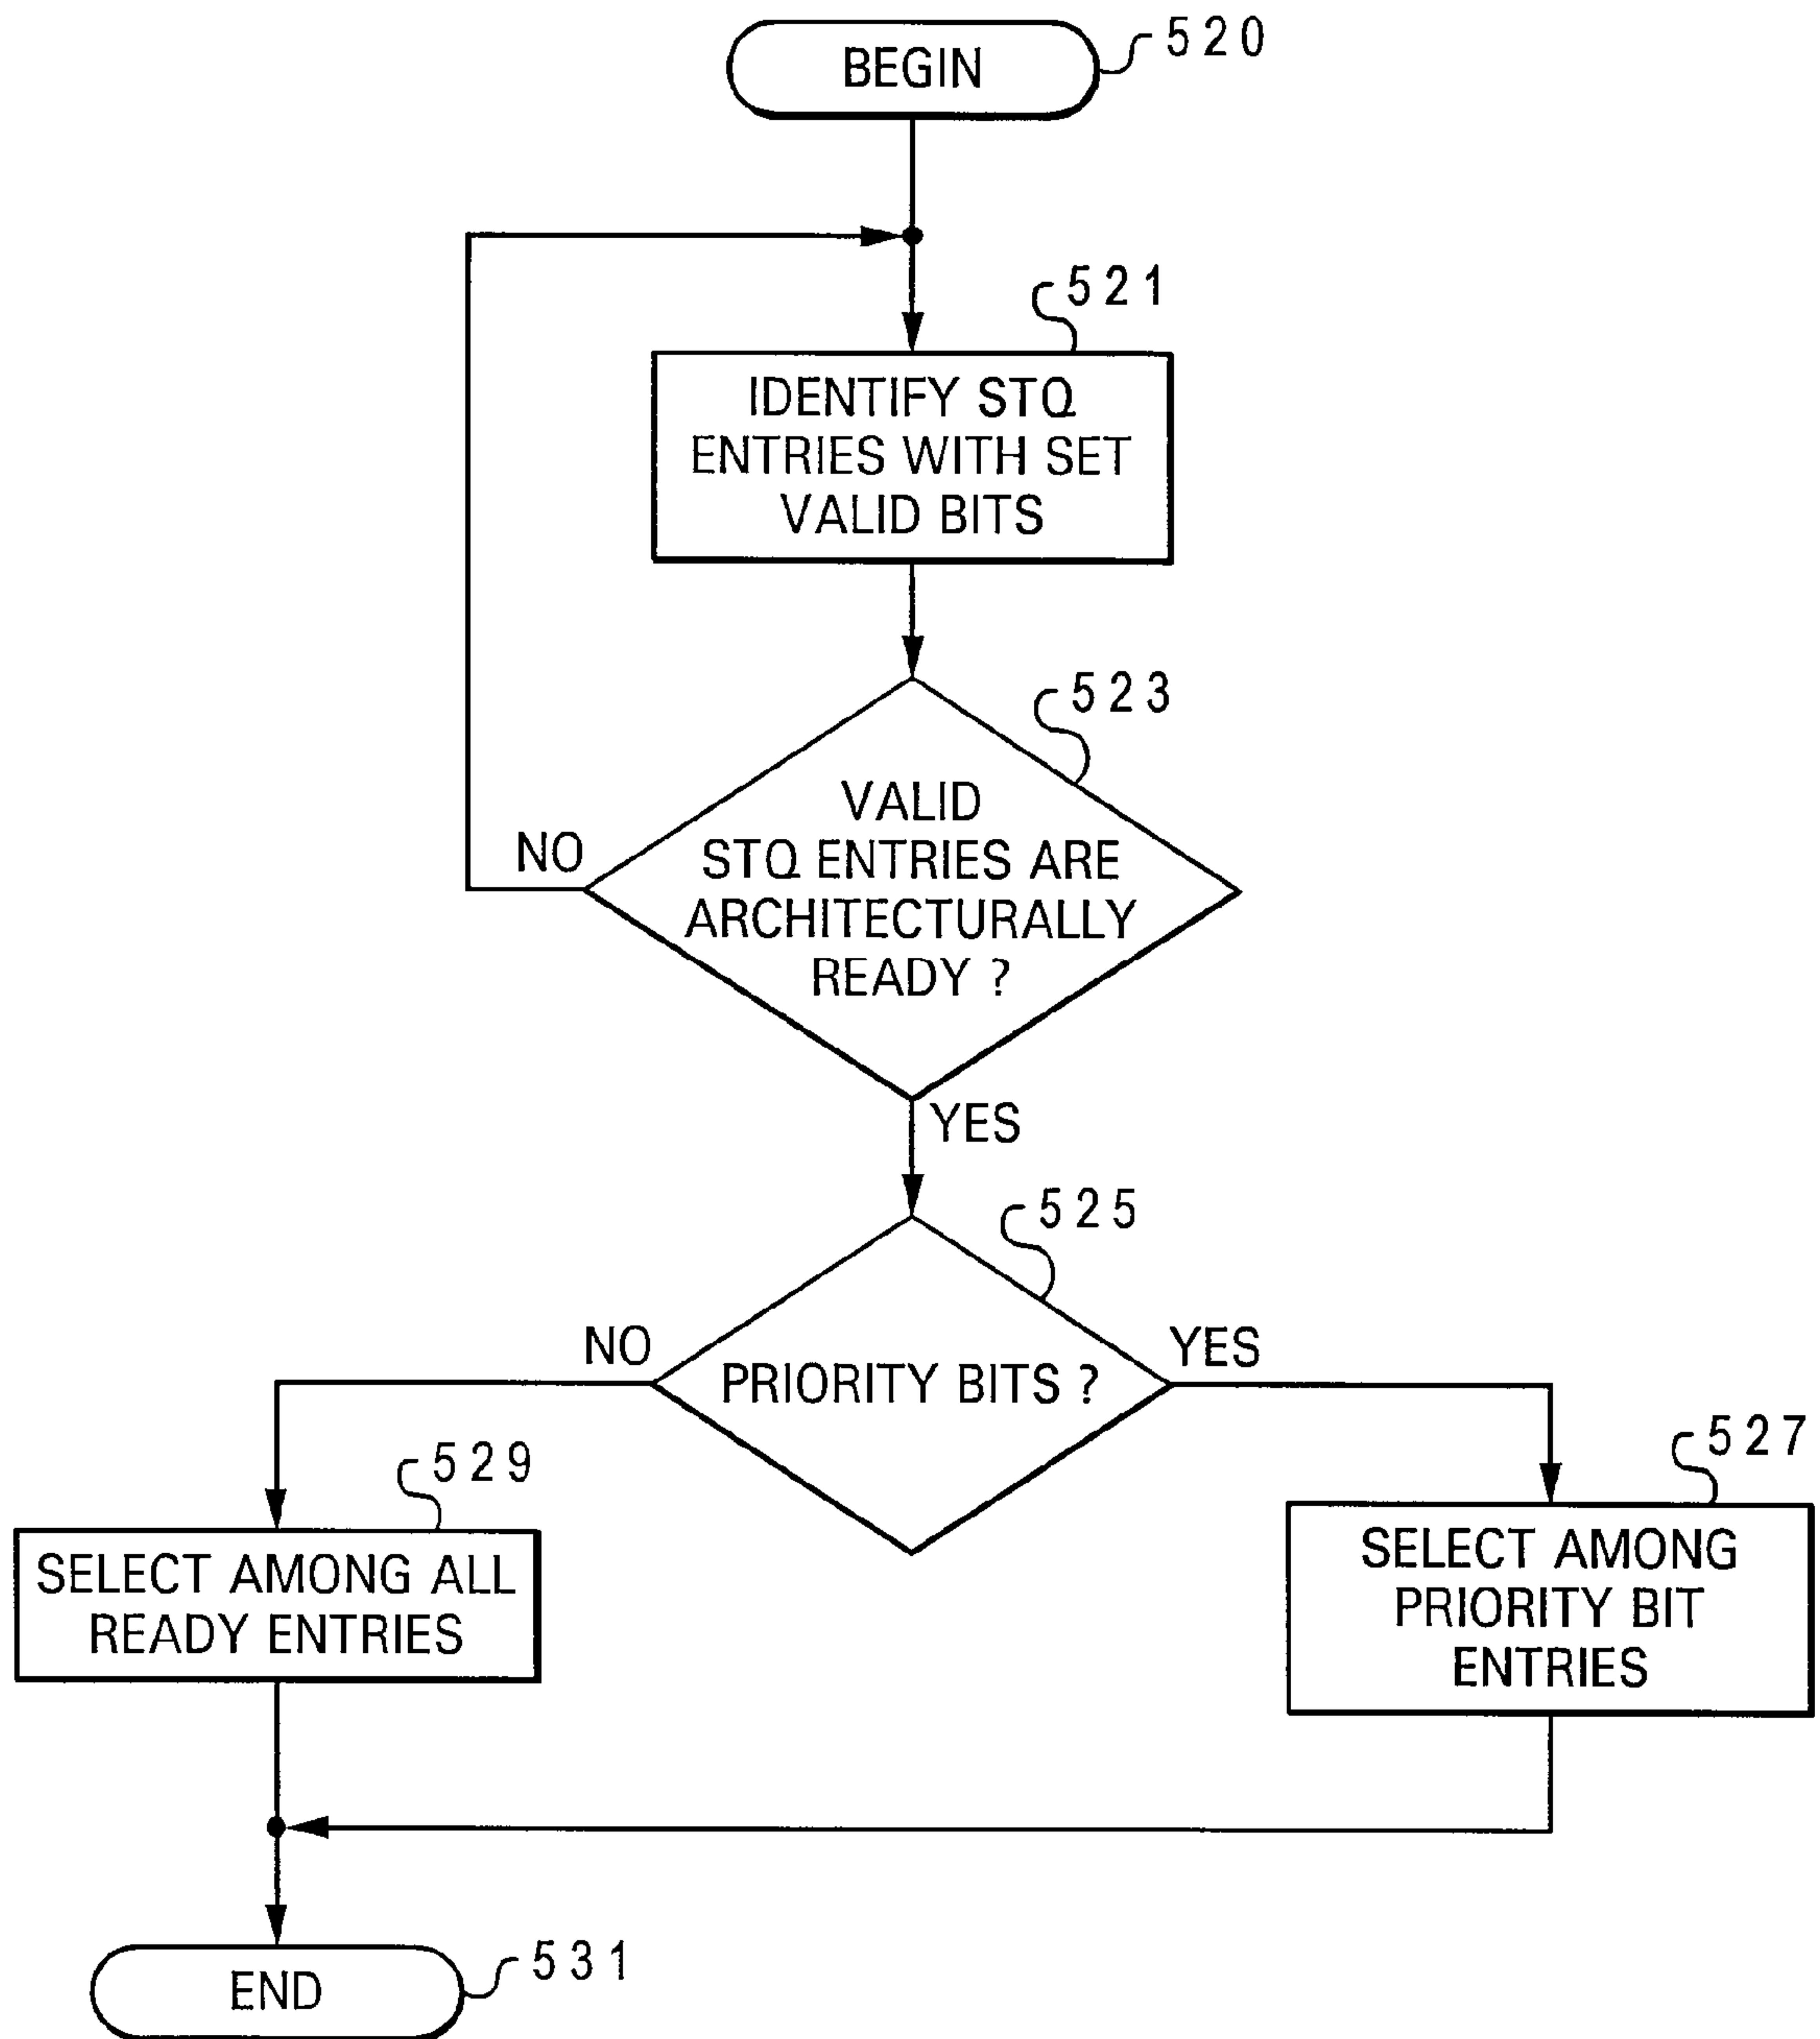 BEGIN
520
521
IDENTIFY STQ
ENTRIES WITH SET
VALID BITS
523
VALID
STQ ENTRIES ARE
ARCHITECTURALLY
READY ?
NO
YES
525
PRIORITY BITS ?
NO
YES
529
SELECT AMONG ALL
READY ENTRIES
527
SELECT AMONG
PRIORITY BIT
ENTRIES
END
531